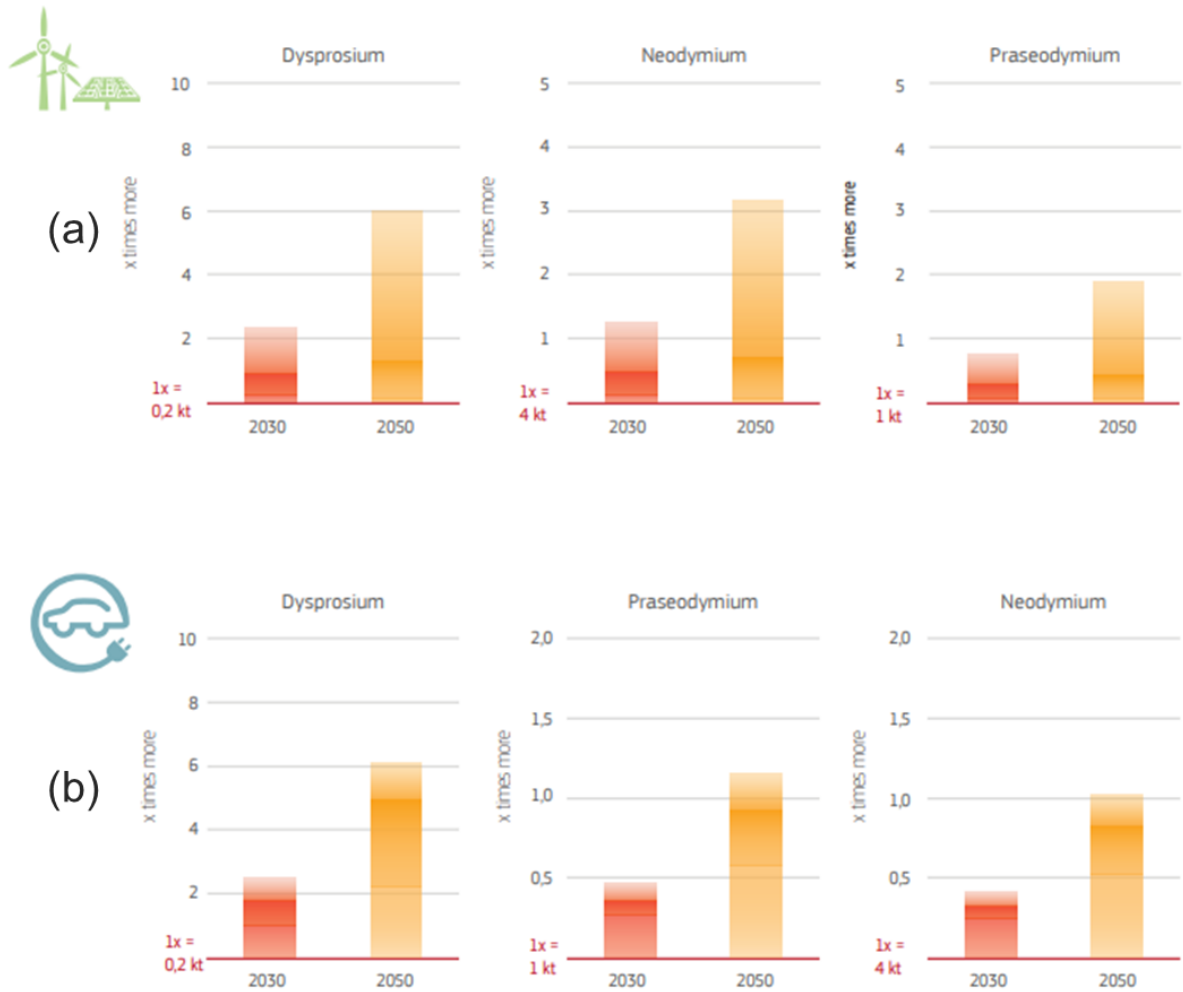 Dysprosium Neodymium Praseodymium
10 5 5
8 4 4
(a) x times more x times more x times more
6 3 3
4 2 2
2 1 1
1x = 1x = 1x =
0,2 kt 4 kt 1 kt
2030 2050 2030 2050 2030 2050
Dysprosium Praseodymium Neodymium
10 2,0 2,0
8 1,5 1,5
6 1,0 1,0
(b) x times more x times more x times more
4
2 0,5 0,5
1x = 1x = 1x =
0,2 kt 1 kt 4 kt
2030 2050 2030 2050 2030 2050